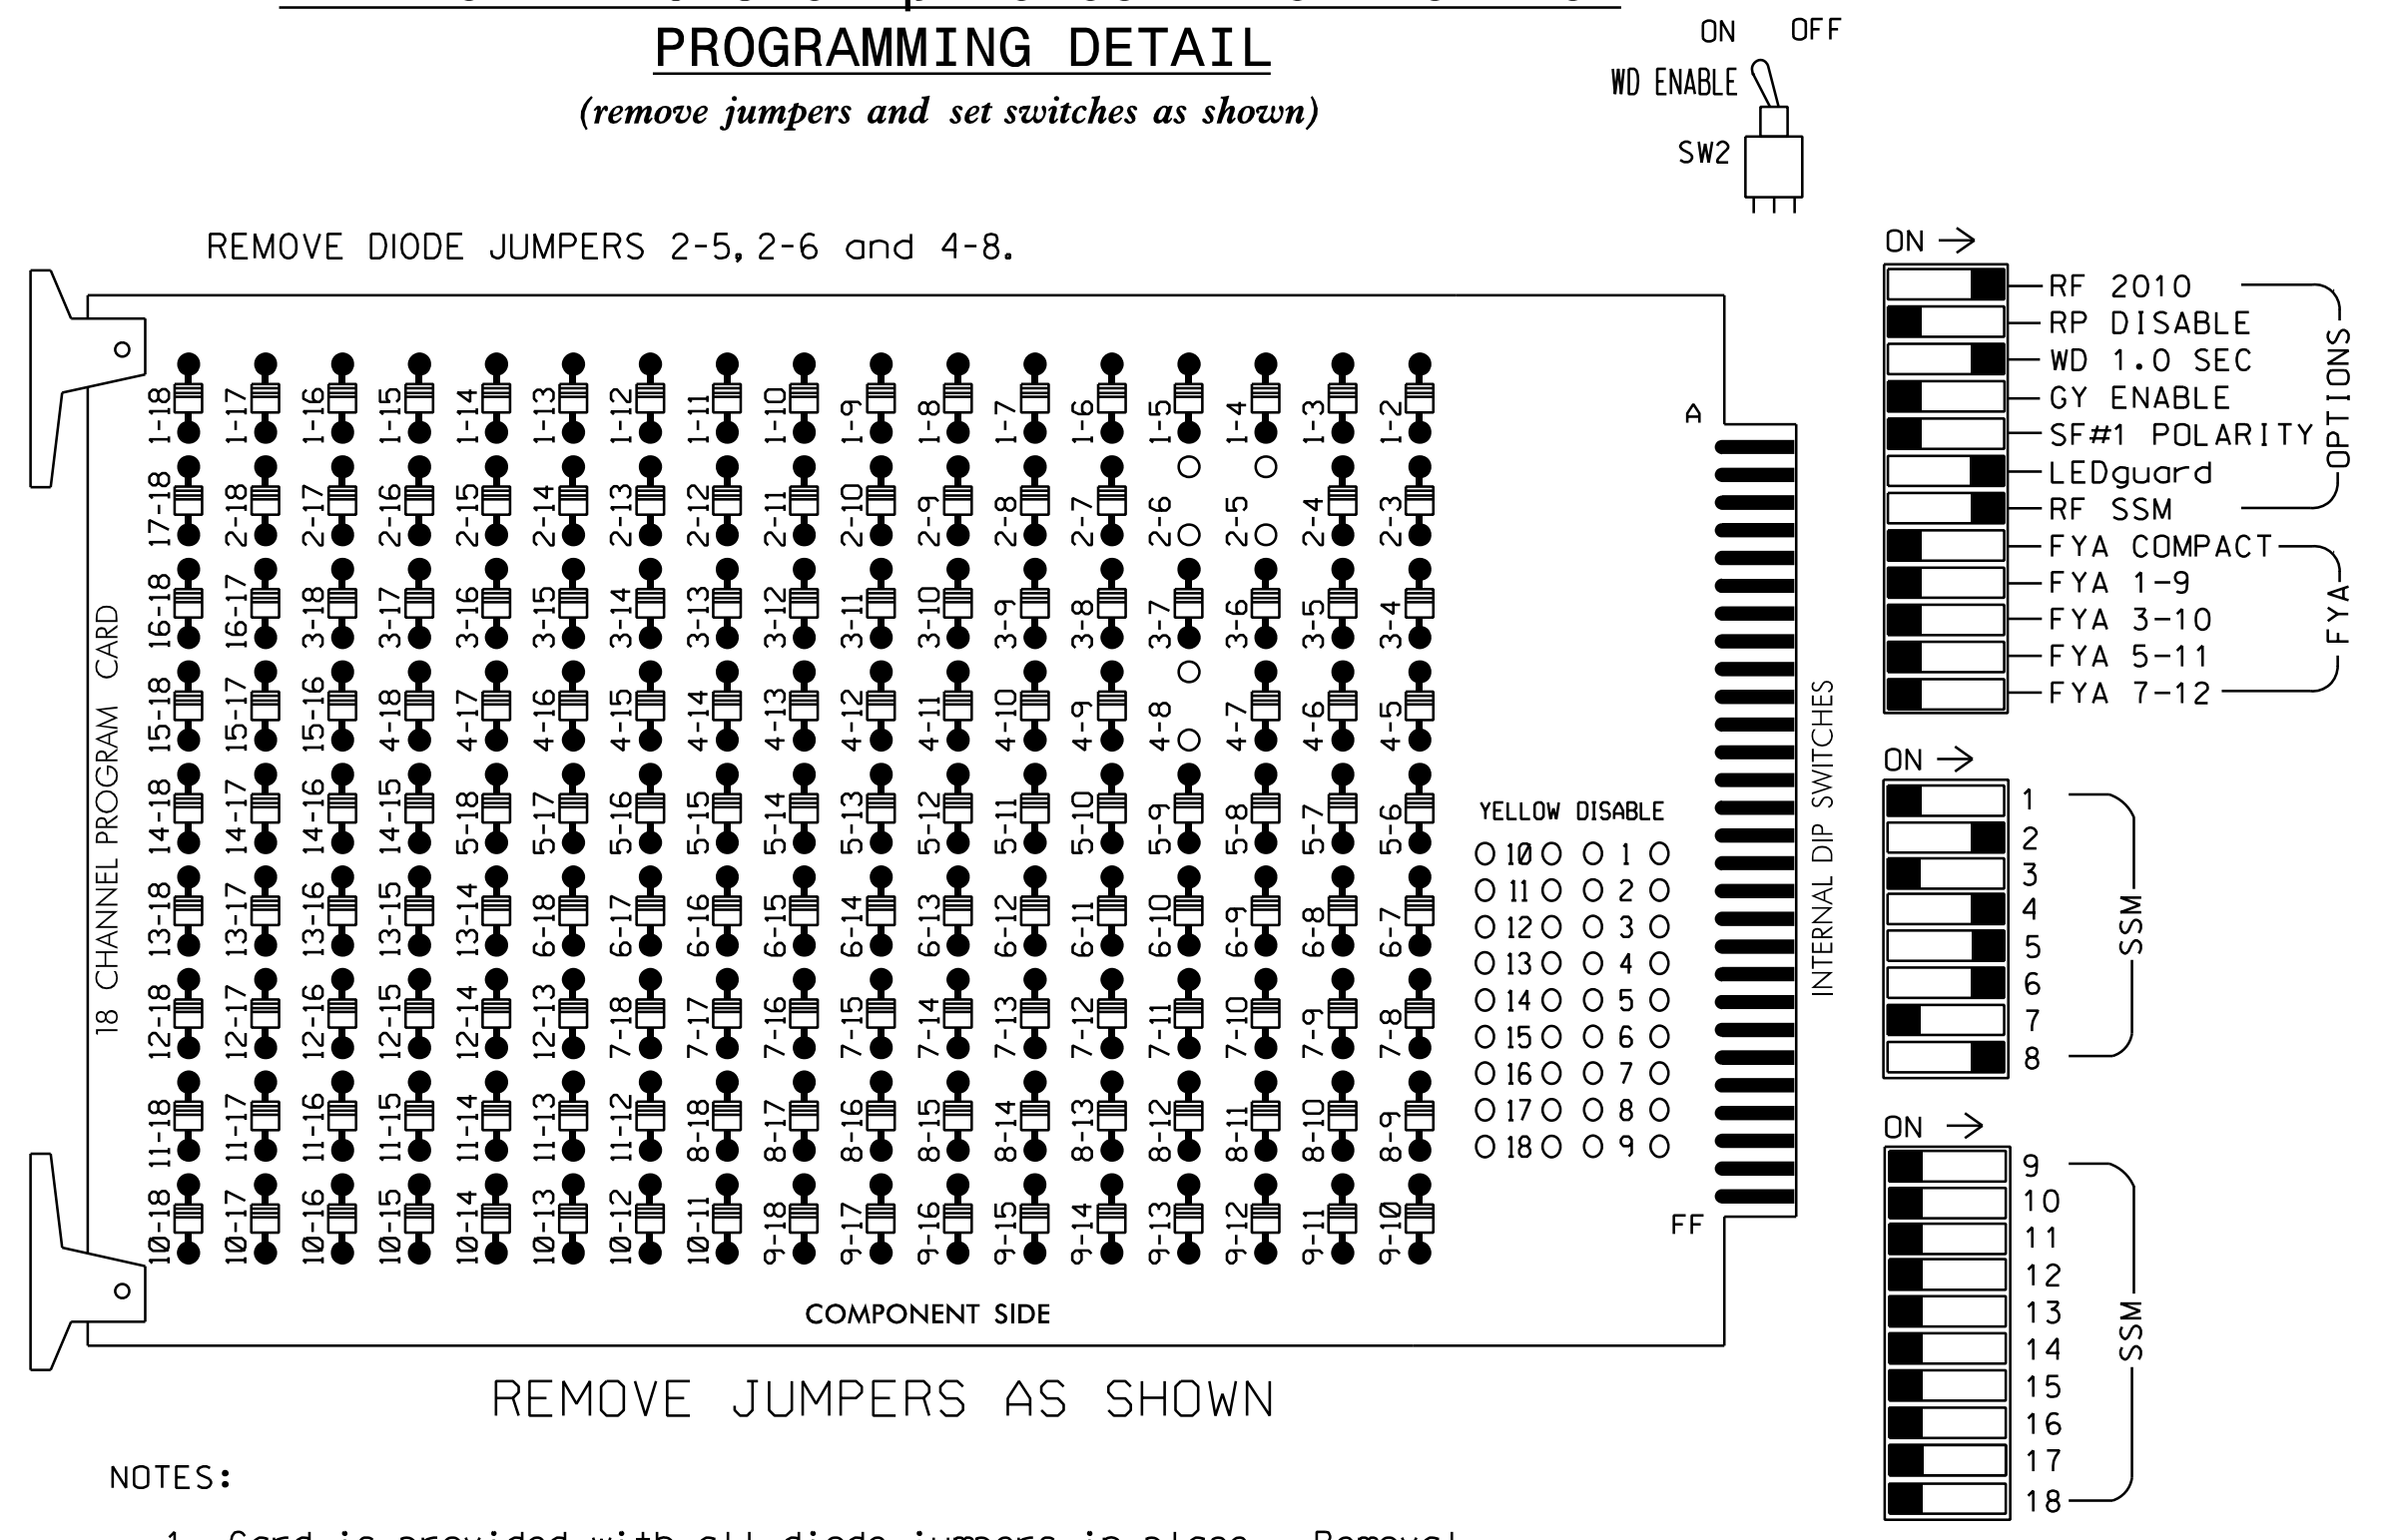 PROGRAMMING DETAIL
(remove jumpers and set switches as shown)
ON OFF
WD ENABLE
SW2
REMOVE DIODE JUMPERS 2-5, 2-6 and 4-8.
18 CHANNEL PROGRAM CARD
1-18 1-17 1-16 1-15 1-14 1-13 1-12 1-11 1-10 1-9 1-8 1-7 1-6 1-5 1-4 1-3 1-2
17-18 2-18 2-17 2-16 2-15 2-14 2-13 2-12 2-11 2-10 2-9 2-8 2-7 2-6 2-5 2-4 2-3
16-18 16-17 3-18 3-17 3-16 3-15 3-14 3-13 3-12 3-11 3-10 3-9 3-8 3-7 3-6 3-5 3-4
15-18 15-17 15-16 4-18 4-17 4-16 4-15 4-14 4-13 4-12 4-11 4-10 4-9 4-8 4-7 4-6 4-5
14-18 14-17 14-16 14-15 5-18 5-17 5-16 5-15 5-14 5-13 5-12 5-11 5-10 5-9 5-8 5-7 5-6
13-18 13-17 13-16 13-15 13-14 6-18 6-17 6-16 6-15 6-14 6-13 6-12 6-11 6-10 6-9 6-8 6-7
12-18 12-17 12-16 12-15 12-14 12-13 7-18 7-17 7-16 7-15 7-14 7-13 7-12 7-11 7-10 7-9 7-8
11-18 11-17 11-16 11-15 11-14 11-13 11-12 8-18 8-17 8-16 8-15 8-14 8-13 8-12 8-11 8-10 8-9
10-18 10-17 10-16 10-15 10-14 10-13 10-12 10-11 9-18 9-17 9-16 9-15 9-14 9-13 9-12 9-11 9-10
A
YELLOW DISABLE
10 1
11 2
12 3
13 4
14 5
15 6
16 7
17 8
18 9
FF
COMPONENT SIDE
INTERNAL DIP SWITCHES
ON →
RF 2010
RP DISABLE
WD 1.0 SEC
GY ENABLE
SF#1 POLARITY
LEDguard
RF SSM
OPTIONS
FYA COMPACT
FYA 1-9
FYA 3-10
FYA 5-11
FYA 7-12
FYA
ON →
1
2
3
4
5
6
7
8
SSM
ON →
9
10
11
12
13
14
15
16
17
18
SSM
REMOVE JUMPERS AS SHOWN
NOTES:
1. Card is provided with all diode jumpers in place. Removal